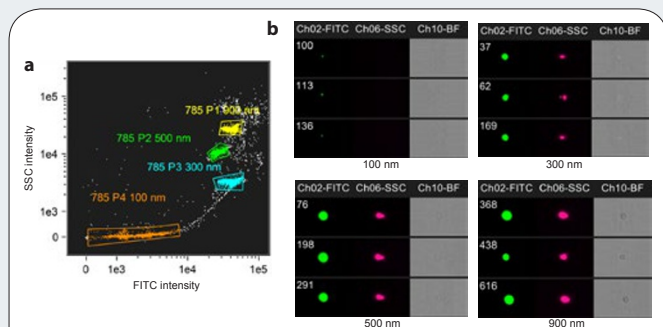 a
SSC intensity
1e5
1e4
1e3
0
785 P1 900 nm
785 P2 500 nm
785 P3 300 nm
785 P4 100 nm
0 1e3 1e4 1e5
FITC intensity
b
Ch02-FITC Ch06-SSC Ch10-BF
100
113
136
100 nm
Ch02-FITC Ch06-SSC Ch10-BF
37
62
169
300 nm
Ch02-FITC Ch06-SSC Ch10-BF
76
198
291
500 nm
Ch02-FITC Ch06-SSC Ch10-BF
368
438
616
900 nm